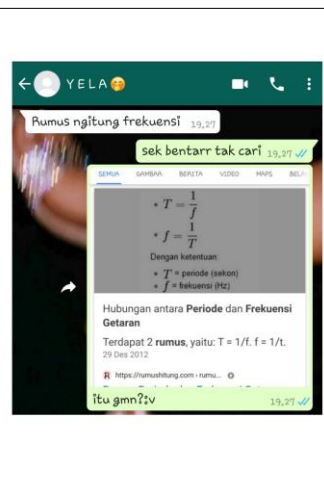 YELA
Rumus ngitung frekuensi 19,27
sek bentarr tak cari 19,27
SEMUA GAMBAR BERITA VIDEO MAPS
• T = 1/f
• f = 1/T
Dengan ketentuan:
• T = periode (sekon)
• f = frekuensi (Hz)
Hubungan antara Periode dan Frekuensi
Getaran
Terdapat 2 rumus, yaitu: T = 1/f. f = 1/t.
29 Des 2012
R https://rumushitung.com › rumu...
itu gmn?:v 19,27